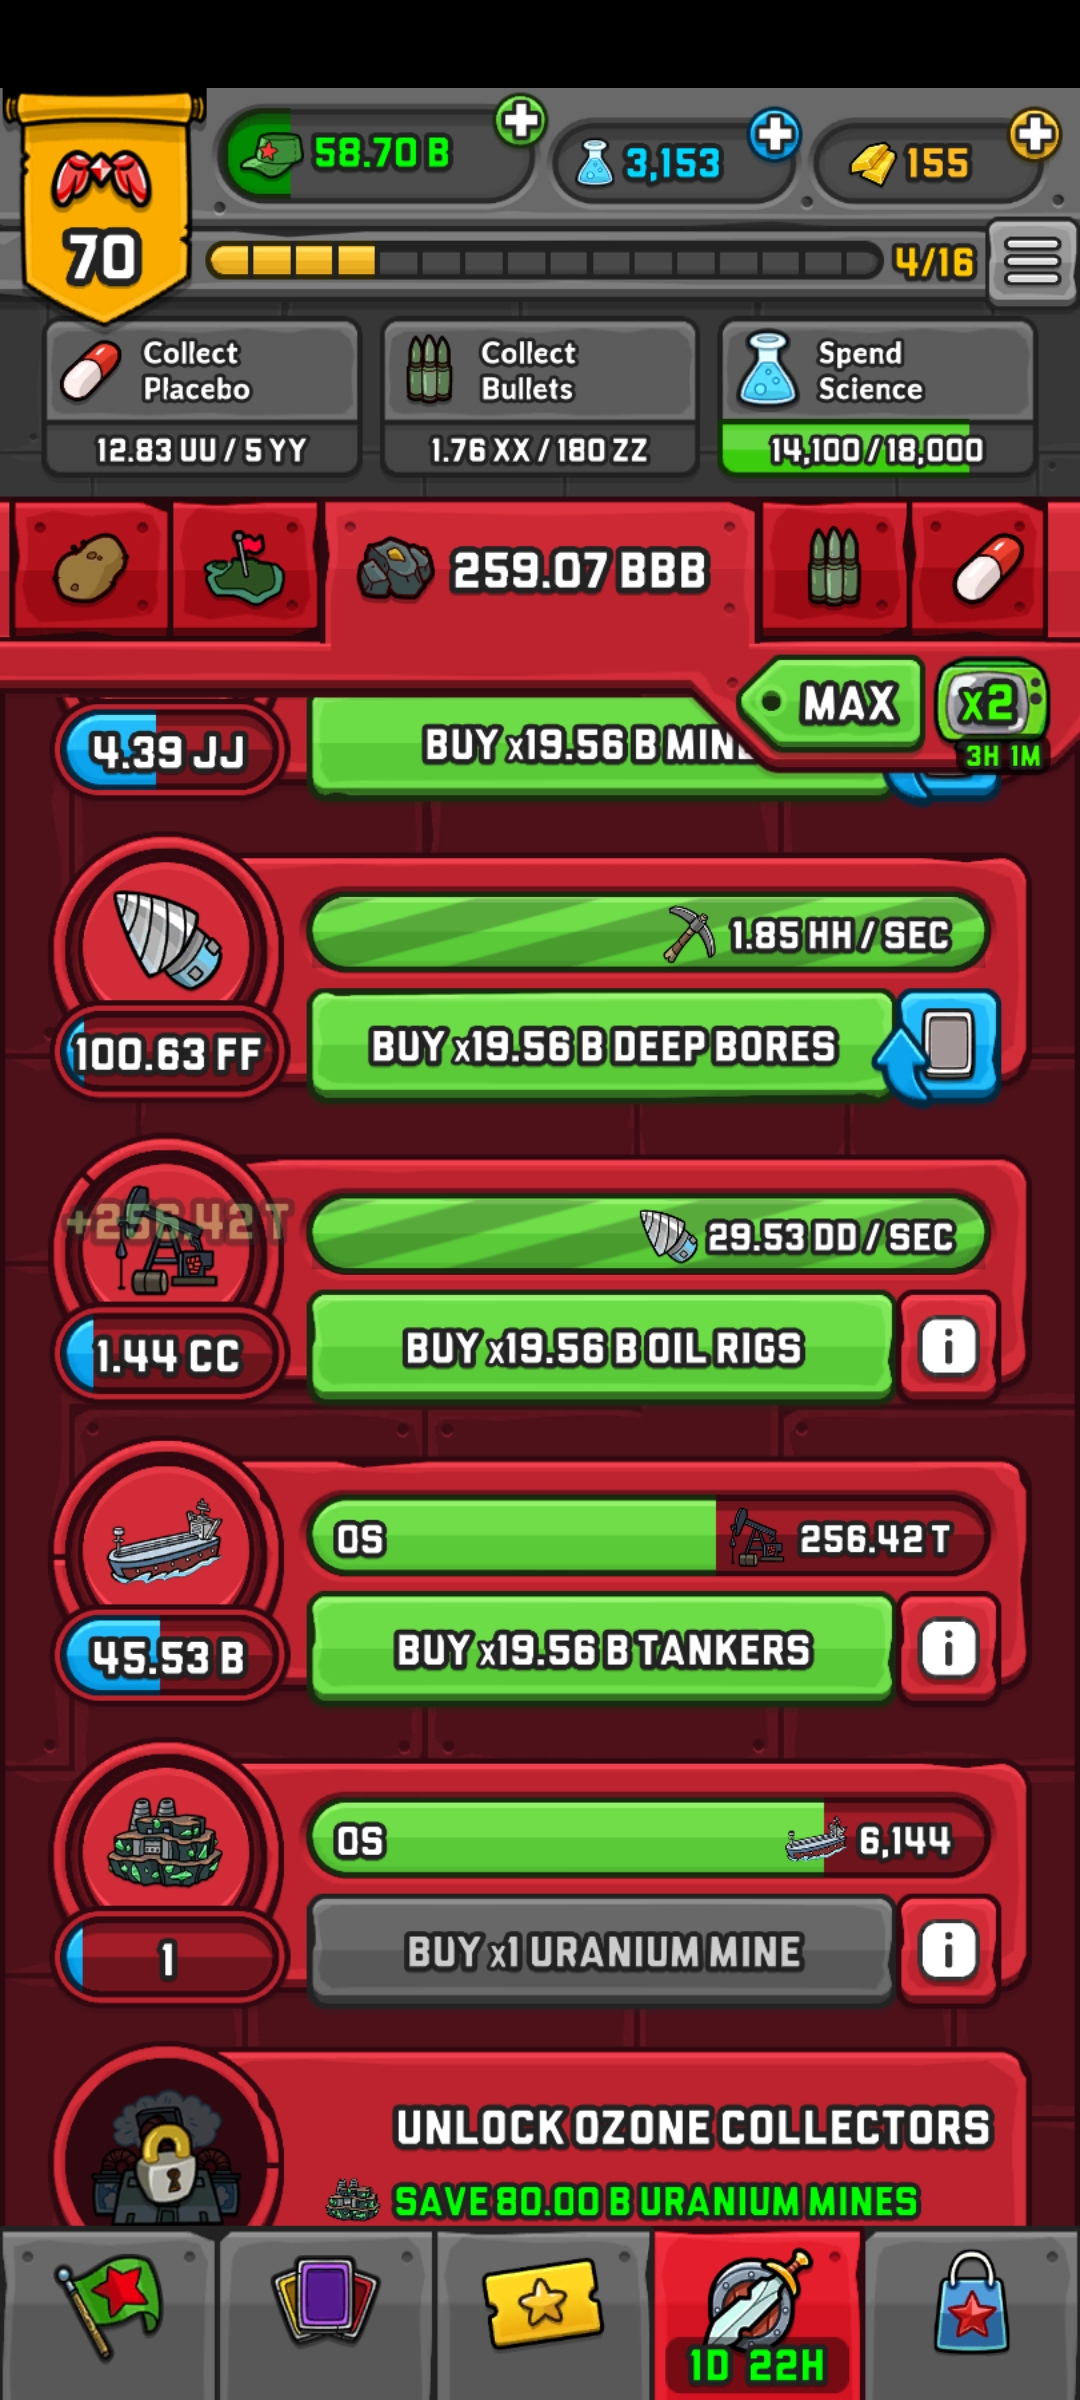 58.70 B
3,153
155
70
4/16
Collect
Placebo
12.83 UU / 5 YY
Collect
Bullets
1.76 XX / 180 ZZ
Spend
Science
14,100 / 18,000
259.07 BBB
MAX
x2
3H 1M
4.39 JJ
BUY x19.56 B MIN
1.85 HH / SEC
100.63 FF
BUY x19.56 B DEEP BORES
+256.42 T
29.53 DD / SEC
1.44 CC
BUY x19.56 B OIL RIGS
i
0S
256.42 T
45.53 B
BUY x19.56 B TANKERS
i
0S
6,144
1
BUY x1 URANIUM MINE
i
UNLOCK OZONE COLLECTORS
SAVE 80.00 B URANIUM MINES
1D 22H